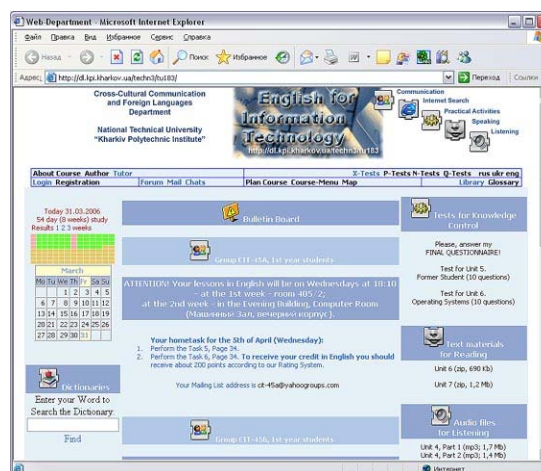 Web-Department - Microsoft Internet Explorer
Файл Правка Вид Избранное Сервис Справка
Назад Поиск Избранное
Адрес: http://dl.kpi.kharkov.ua/techn3/tu183/ Переход Ссылки
Cross-Cultural Communication
and Foreign Languages
Department
National Technical University
"Kharkiv Polytechnic Institute"
English for
Information
Technology
http://dl.kpi.kharkov.ua/techn3/tu183
Communication
Internet Search
Practical Activities
Speaking
Listening
About Course Author Tutor X-Tests P-Tests N-Tests Q-Tests rus ukr eng
Login Registration Forum Mail Chats Plan Course Course-Menu Map Library Glossary
Today 31.03.2006
54 day (8 weeks) study
Results 1 2 3 weeks
March
Mo Tu We Th Fr Sa Su
1 2 3 4 5
6 7 8 9 10 11 12
13 14 15 16 17 18 19
20 21 22 23 24 25 26
27 28 29 30 31
Dictionaries
Enter your Word to
Search the Dictionary:
Find
Bulletin Board
Group CIT-45A, 1st year students
ATTENTION! Your lessons in English will be on Wednesdays at 18:10
- at the 1st week - room 405/2;
at the 2nd week - in the Evening Building, Computer Room
(Машинный Зал, вечерний корпус).
Your hometask for the 5th of April (Wednesday):
1. Perform the Task 5, Page 34.
2. Perform the Task 6, Page 34. To receive your credit in English you should
receive about 200 points according to our Rating System.
Your Mailing List address is cit-45a@yahoogroups.com
Group CIT-45B, 1st year students
Tests for Knowledge
Control
Please, answer my
FINAL QUESTIONNAIRE!
Test for Unit 5.
Former Student (10 questions)
Test for Unit 6.
Operating Systems (10 questions)
Text materials
for Reading
Unit 6 (zip, 690 Kb)
Unit 7 (zip, 1,2 Mb)
Audio files
for Listening
Unit 4, Part 1 (mp3; 1,7 Mb)
Unit 4, Part 2 (mp3; 1,4 Mb)
Интернет